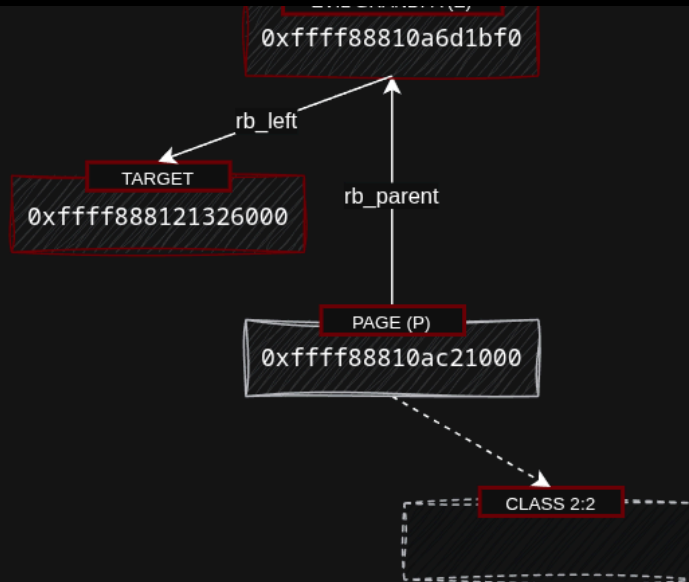 0xffff88810a6d1bf0
rb_left
TARGET
0xffff888121326000
rb_parent
PAGE (P)
0xffff88810ac21000
CLASS 2:2